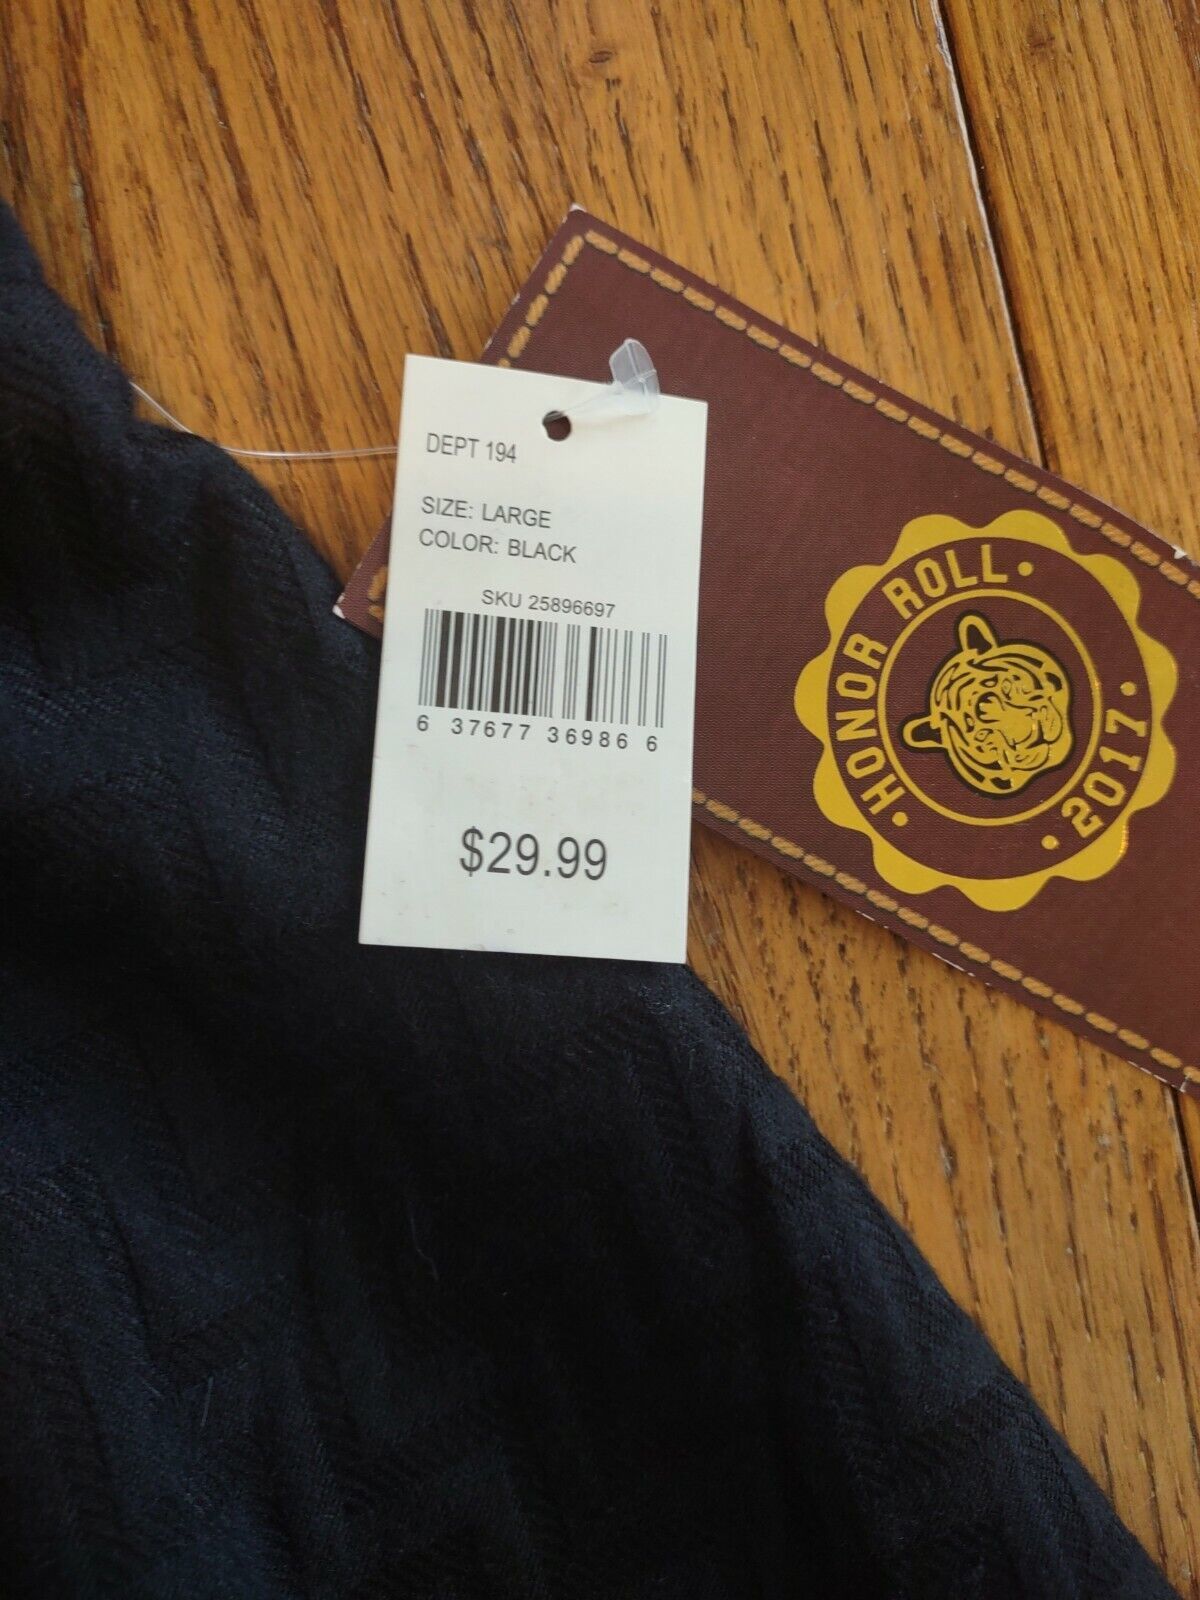 DEPT 194
SIZE: LARGE
COLOR: BLACK
SKU 25896697
6 37677 36986 6
$29.99
HONOR ROLL
2017